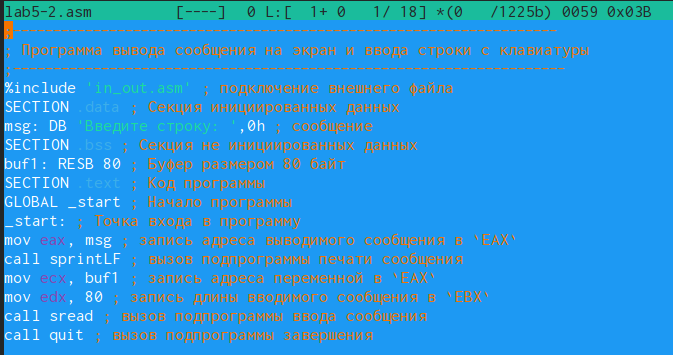 lab5-2.asm [----] 0 L:[ 1+ 0 1/ 18] *(0 /1225b) 0059 0x03B
;------------------------------------------------------------------
; Программа вывода сообщения на экран и ввода строки с клавиатуры
;-------------------------------------------------------------------
%include 'in_out.asm' ; подключение внешнего файла
SECTION .data ; Секция инициированных данных
msg: DB 'Введите строку: ',0h ; сообщение
SECTION .bss ; Секция не инициированных данных
buf1: RESB 80 ; Буфер размером 80 байт
SECTION .text ; Код программы
GLOBAL _start ; Начало программы
_start: ; Точка входа в программу
mov eax, msg ; запись адреса выводимого сообщения в `EAX`
call sprintLF ; вызов подпрограммы печати сообщения
mov ecx, buf1 ; запись адреса переменной в `EAX`
mov edx, 80 ; запись длины вводимого сообщения в `EBX`
call sread ; вызов подпрограммы ввода сообщения
call quit ; вызов подпрограммы завершения